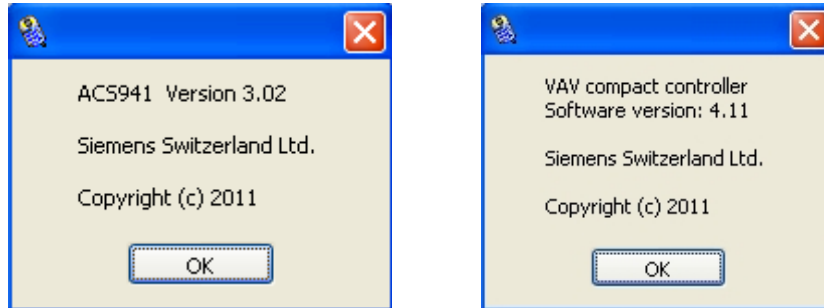 ACS941 Version 3.02
Siemens Switzerland Ltd.
Copyright (c) 2011
OK
VAV compact controller
Software version: 4.11
Siemens Switzerland Ltd.
Copyright (c) 2011
OK